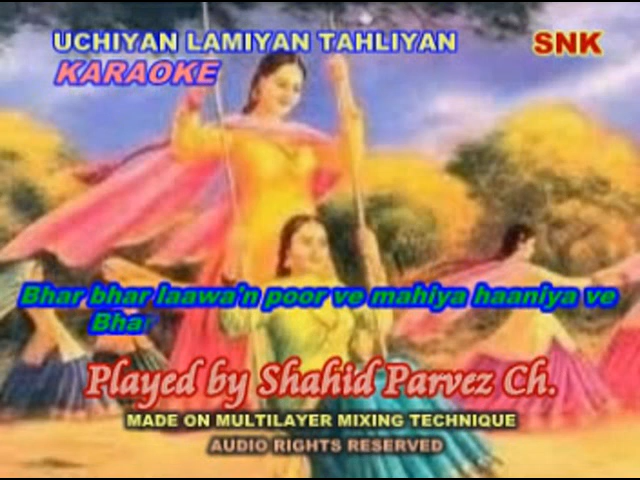 UCHIYAN LAMIYAN TAHLIYAN
SNK
KARAOKE
Bhar bhar laawa'n poor ve mahiya haaniya ve
Bhar
Played by Shahid Parvez Ch.
MADE ON MULTILAYER MIXING TECHNIQUE
AUDIO RIGHTS RESERVED